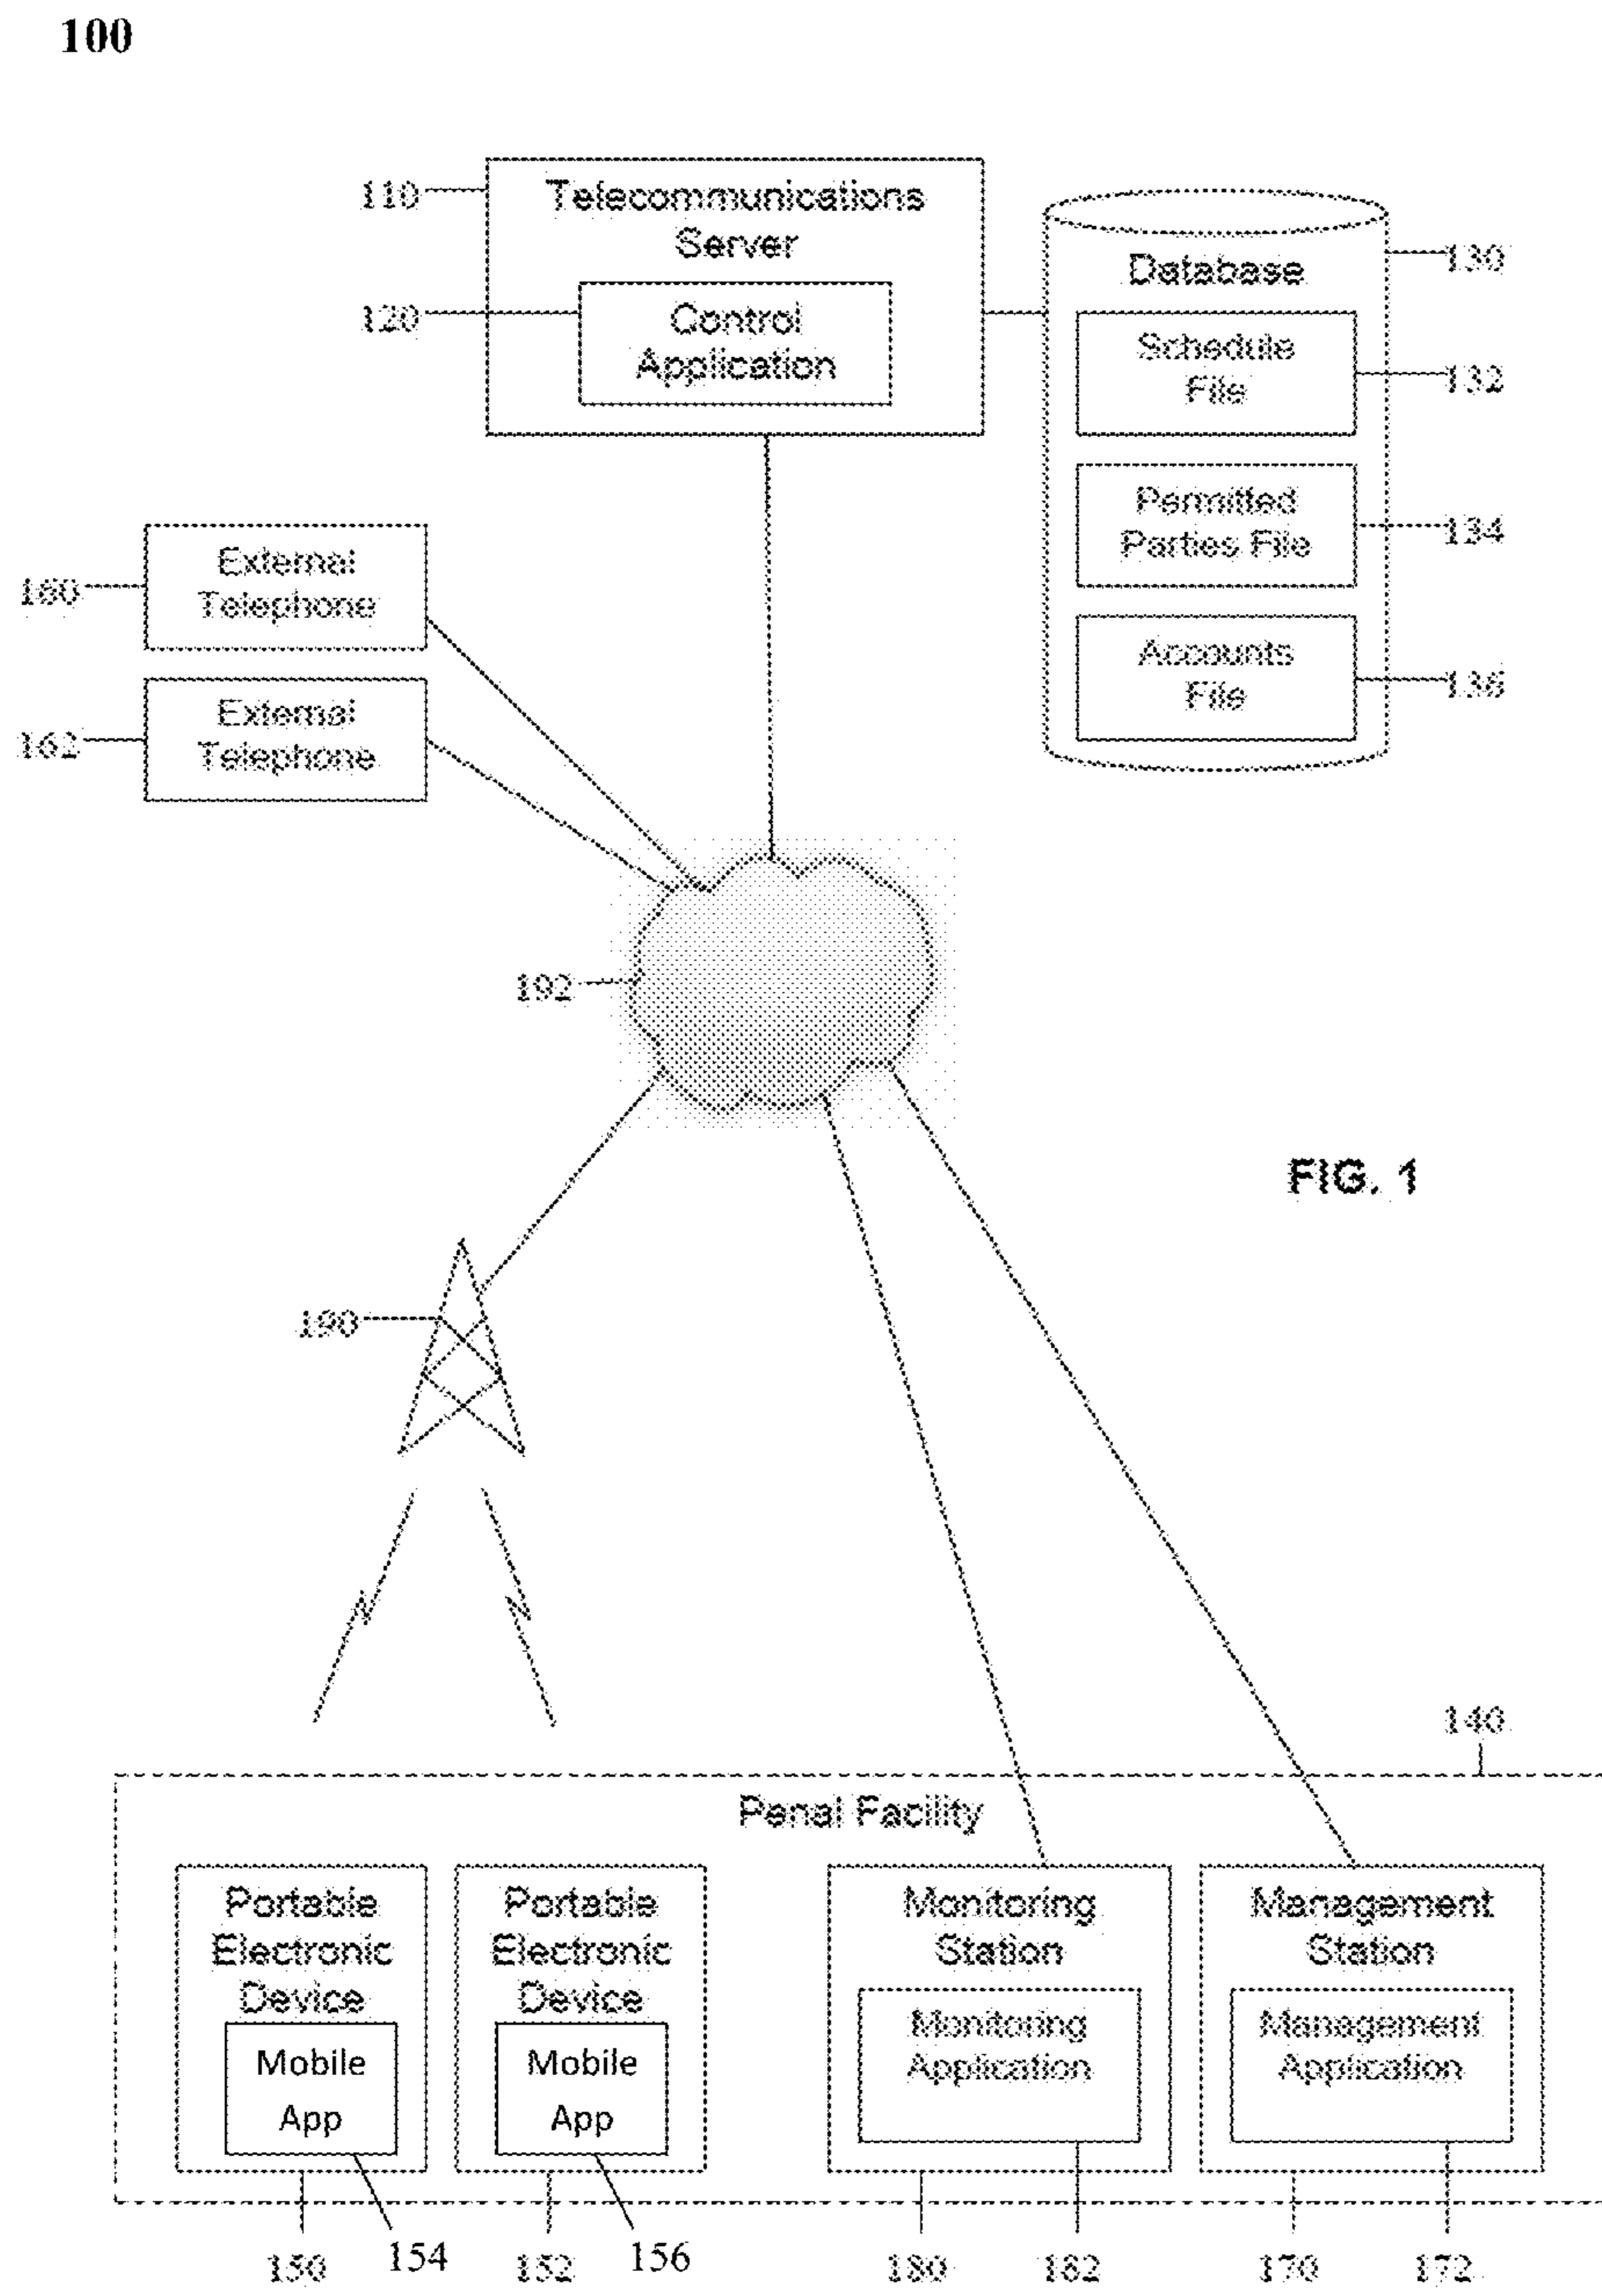 100
110
Telecommunications
Server
120
Control
Application
Database
130
Schedule
File
132
Permitted
Parties File
134
Accounts
File
136
160
External
Telephone
162
External
Telephone
192
FIG. 1
190
140
Penal Facility
Portable
Electronic
Device
Mobile
App
Portable
Electronic
Device
Mobile
App
Monitoring
Station
Monitoring
Application
Management
Station
Management
Application
150
154
152
156
180
182
170
172